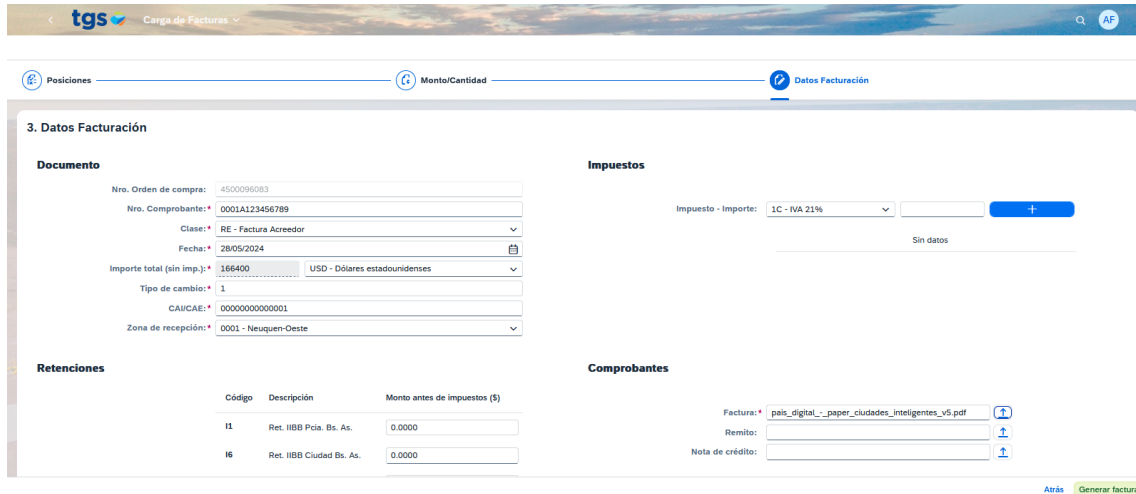 tgs Carga de Facturas AF
Posiciones Monto/Cantidad Datos Facturación
3. Datos Facturación
Documento
Nro. Orden de compra: 4500096083
Nro. Comprobante:* 0001A123456789
Clase:* RE - Factura Acreedor
Fecha:* 28/05/2024
Importe total (sin imp.):* 166400 USD - Dólares estadounidenses
Tipo de cambio:* 1
CAI/CAE:* 00000000000001
Zona de recepción:* 0001 - Neuquen-Oeste
Impuestos
Impuesto - Importe: 1C - IVA 21% +
Sin datos
Retenciones
Código Descripción Monto antes de impuestos ($)
I1 Ret. IIBB Pcia. Bs. As. 0.0000
I6 Ret. IIBB Ciudad Bs. As. 0.0000
Comprobantes
Factura:* pais_digital_-_paper_ciudades_inteligentes_v5.pdf
Remito:
Nota de crédito:
Atrás Generar factura